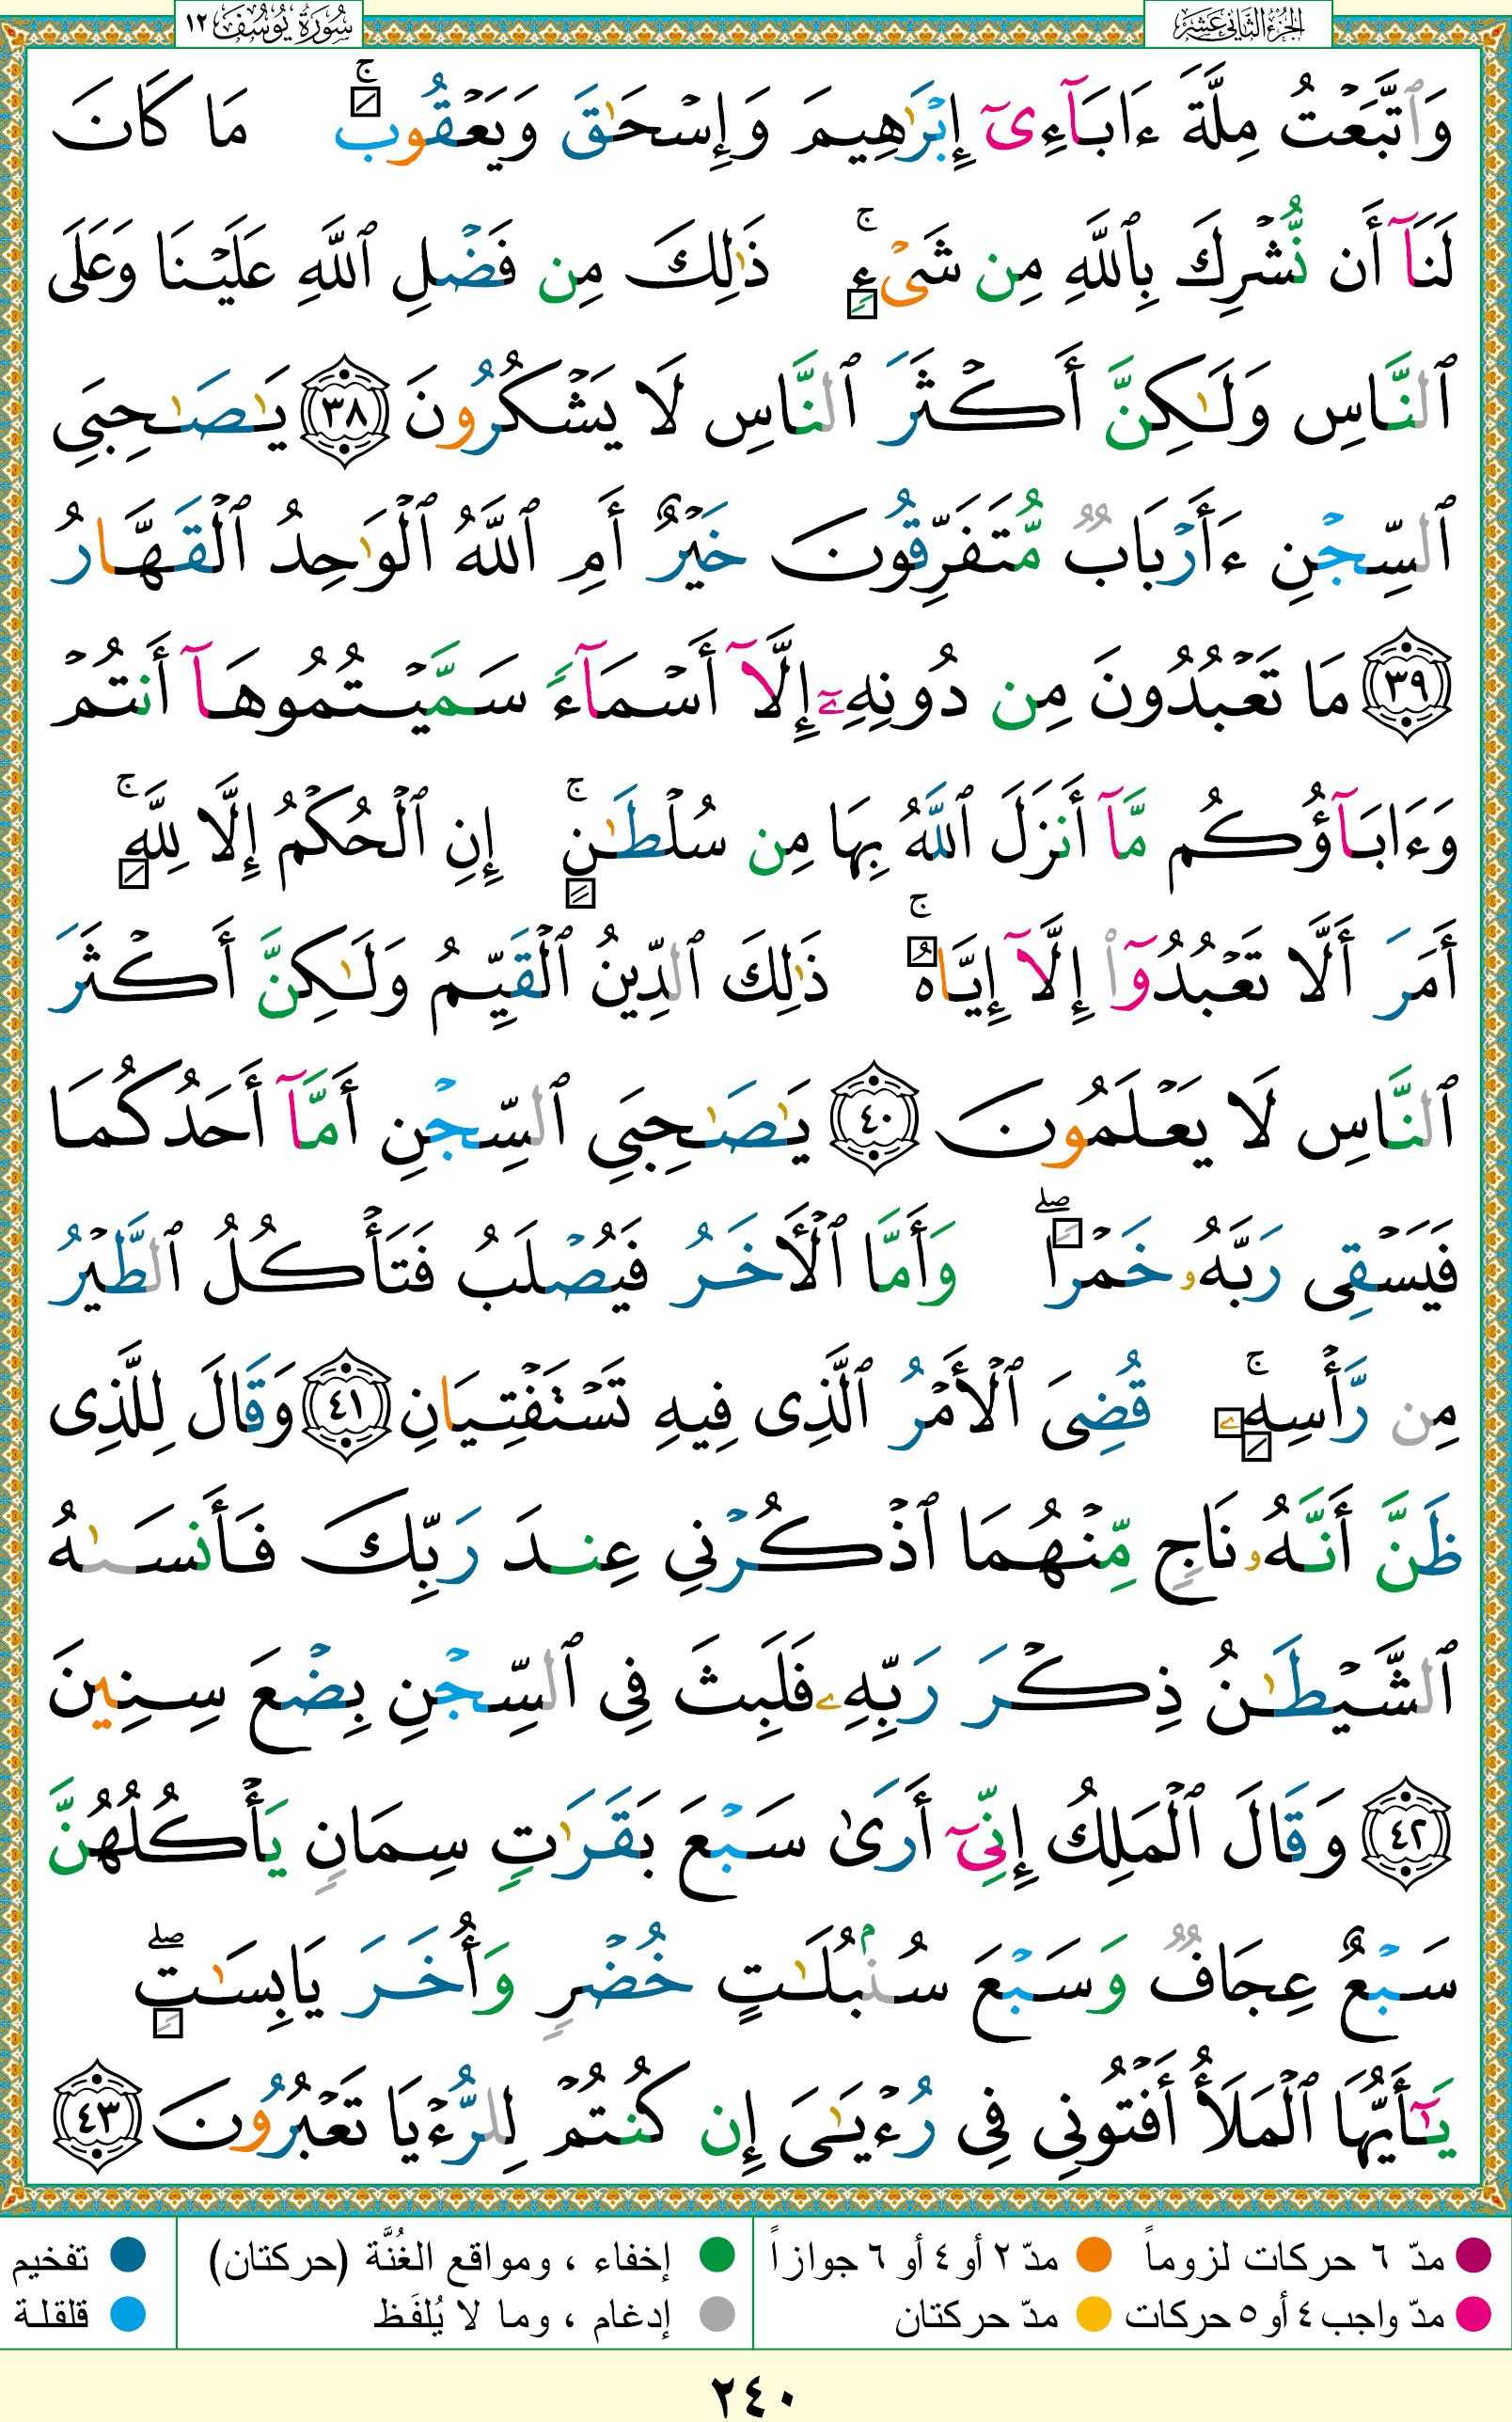 الجزء الثاني عشر
سورة يوسف ١٢
وَٱتَّبَعْتُ مِلَّةَ ءَابَآءِىٓ إِبْرَٰهِيمَ وَإِسْحَٰقَ وَيَعْقُوبَ ۚ مَا كَانَ
لَنَآ أَن نُّشْرِكَ بِٱللَّهِ مِن شَىْءٍ ۚ ذَٰلِكَ مِن فَضْلِ ٱللَّهِ عَلَيْنَا وَعَلَى
ٱلنَّاسِ وَلَٰكِنَّ أَكْثَرَ ٱلنَّاسِ لَا يَشْكُرُونَ ٣٨ يَٰصَٰحِبَىِ
ٱلسِّجْنِ ءَأَرْبَابٌ مُّتَفَرِّقُونَ خَيْرٌ أَمِ ٱللَّهُ ٱلْوَٰحِدُ ٱلْقَهَّارُ
٣٩ مَا تَعْبُدُونَ مِن دُونِهِۦٓ إِلَّآ أَسْمَآءً سَمَّيْتُمُوهَآ أَنتُمْ
وَءَابَآؤُكُم مَّآ أَنزَلَ ٱللَّهُ بِهَا مِن سُلْطَٰنٍ ۚ إِنِ ٱلْحُكْمُ إِلَّا لِلَّهِ ۚ
أَمَرَ أَلَّا تَعْبُدُوٓا۟ إِلَّآ إِيَّاهُ ۚ ذَٰلِكَ ٱلدِّينُ ٱلْقَيِّمُ وَلَٰكِنَّ أَكْثَرَ
ٱلنَّاسِ لَا يَعْلَمُونَ ٤٠ يَٰصَٰحِبَىِ ٱلسِّجْنِ أَمَّآ أَحَدُكُمَا
فَيَسْقِى رَبَّهُۥ خَمْرًا ۖ وَأَمَّا ٱلْأَخَرُ فَيُصْلَبُ فَتَأْكُلُ ٱلطَّيْرُ
مِن رَّأْسِهِۦ ۚ قُضِىَ ٱلْأَمْرُ ٱلَّذِى فِيهِ تَسْتَفْتِيَانِ ٤١ وَقَالَ لِلَّذِى
ظَنَّ أَنَّهُۥ نَاجٍ مِّنْهُمَا ٱذْكُرْنِى عِندَ رَبِّكَ فَأَنسَىٰهُ
ٱلشَّيْطَٰنُ ذِكْرَ رَبِّهِۦ فَلَبِثَ فِى ٱلسِّجْنِ بِضْعَ سِنِينَ
٤٢ وَقَالَ ٱلْمَلِكُ إِنِّىٓ أَرَىٰ سَبْعَ بَقَرَٰتٍ سِمَانٍ يَأْكُلُهُنَّ
سَبْعٌ عِجَافٌ وَسَبْعَ سُنۢبُلَٰتٍ خُضْرٍ وَأُخَرَ يَابِسَٰتٍ ۖ
يَٰٓأَيُّهَا ٱلْمَلَأُ أَفْتُونِى فِى رُءْيَٰىَ إِن كُنتُمْ لِلرُّءْيَا تَعْبُرُونَ ٤٣
مدّ ٦ حركات لزوماً مدّ ٢ أو ٤ أو ٦ جوازاً إخفاء ، ومواقع الغُنَّة (حركتان) تفخيم
مدّ واجب ٤ أو ٥ حركات مدّ حركتان إدغام ، وما لا يُلفَظ قلقلة
٢٤٠